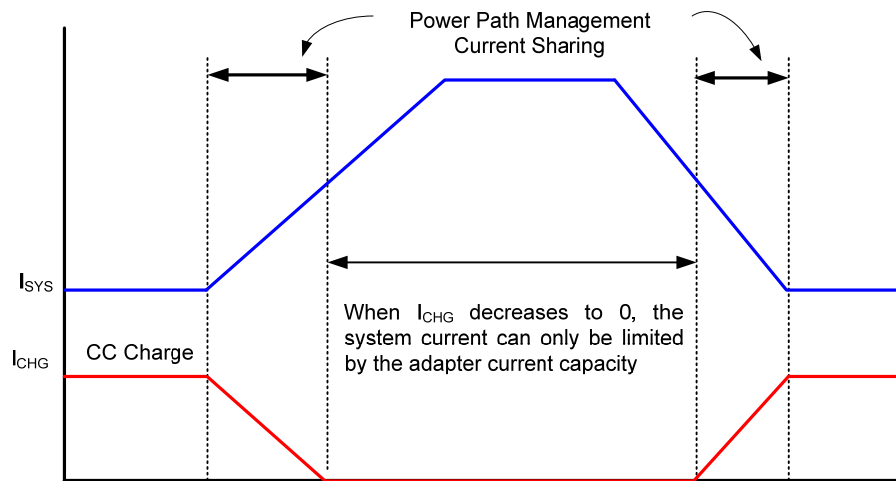 Power Path Management
Current Sharing
ISYS
When ICHG decreases to 0, the
system current can only be limited
by the adapter current capacity
CC Charge
ICHG